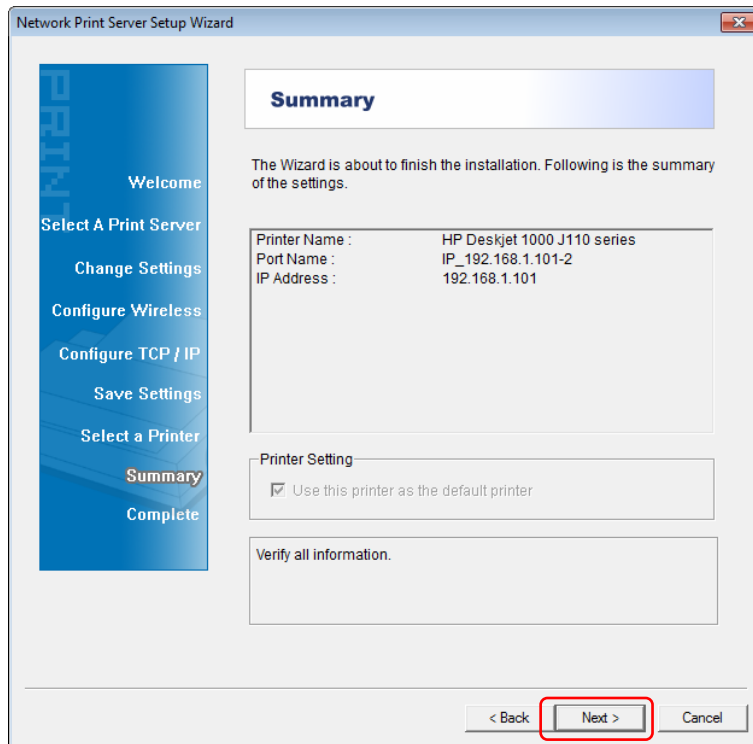 Network Print Server Setup Wizard
PRINT
Welcome
Select A Print Server
Change Settings
Configure Wireless
Configure TCP / IP
Save Settings
Select a Printer
Summary
Complete
Summary
The Wizard is about to finish the installation. Following is the summary
of the settings.
Printer Name : HP Deskjet 1000 J110 series
Port Name : IP_192.168.1.101-2
IP Address : 192.168.1.101
Printer Setting
Use this printer as the default printer
Verify all information.
< Back Next > Cancel